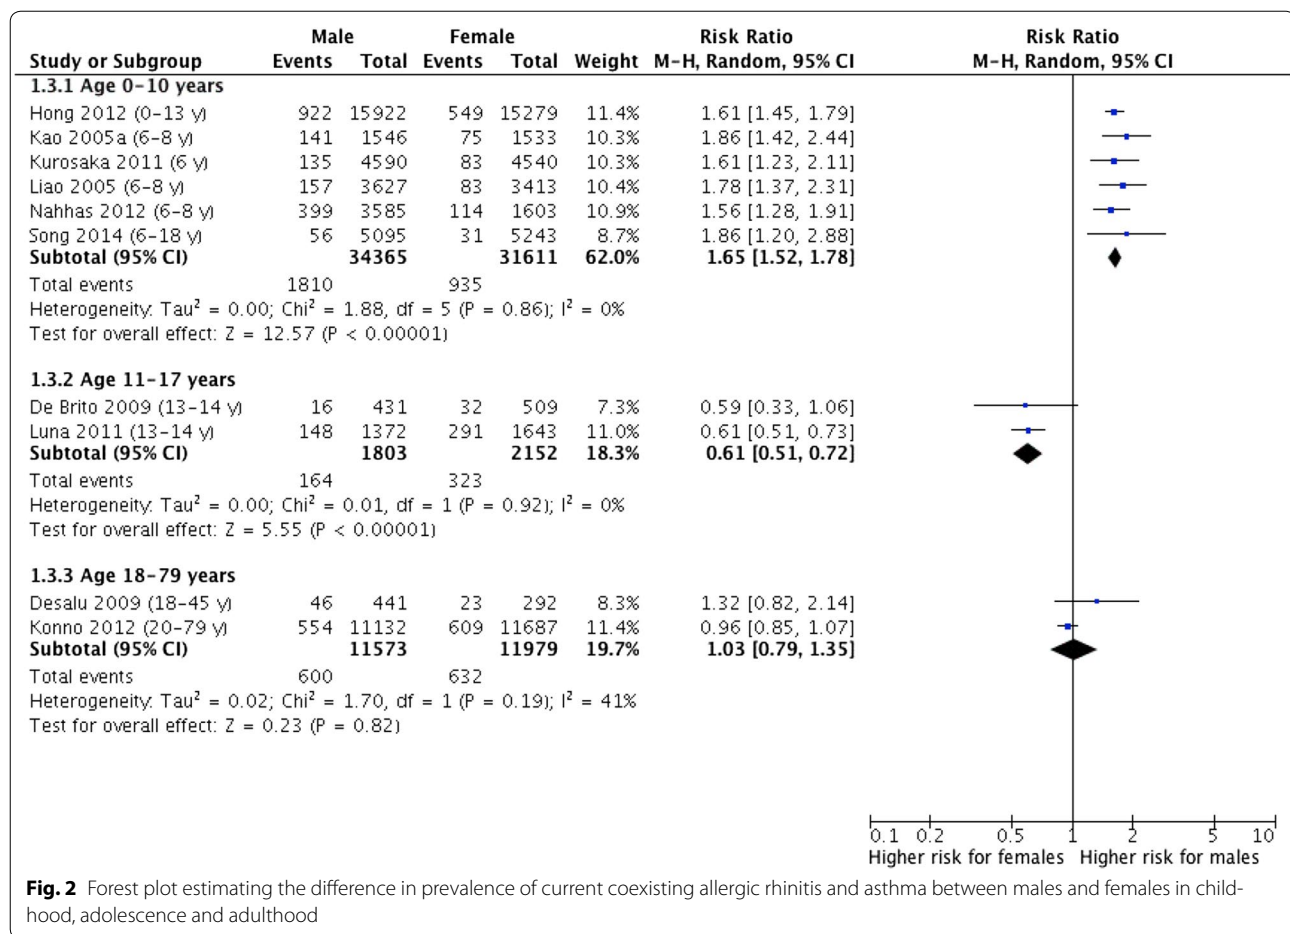 Male Female Risk Ratio Risk Ratio
Study or Subgroup Events Total Events Total Weight M-H, Random, 95% CI M-H, Random, 95% CI
1.3.1 Age 0-10 years
Hong 2012 (0-13 y) 922 15922 549 15279 11.4% 1.61 [1.45, 1.79]
Kao 2005a (6-8 y) 141 1546 75 1533 10.3% 1.86 [1.42, 2.44]
Kurosaka 2011 (6 y) 135 4590 83 4540 10.3% 1.61 [1.23, 2.11]
Liao 2005 (6-8 y) 157 3627 83 3413 10.4% 1.78 [1.37, 2.31]
Nahhas 2012 (6-8 y) 399 3585 114 1603 10.9% 1.56 [1.28, 1.91]
Song 2014 (6-18 y) 56 5095 31 5243 8.7% 1.86 [1.20, 2.88]
Subtotal (95% CI) 34365 31611 62.0% 1.65 [1.52, 1.78]
Total events 1810 935
Heterogeneity: Tau² = 0.00; Chi² = 1.88, df = 5 (P = 0.86); I² = 0%
Test for overall effect: Z = 12.57 (P < 0.00001)
1.3.2 Age 11-17 years
De Brito 2009 (13-14 y) 16 431 32 509 7.3% 0.59 [0.33, 1.06]
Luna 2011 (13-14 y) 148 1372 291 1643 11.0% 0.61 [0.51, 0.73]
Subtotal (95% CI) 1803 2152 18.3% 0.61 [0.51, 0.72]
Total events 164 323
Heterogeneity: Tau² = 0.00; Chi² = 0.01, df = 1 (P = 0.92); I² = 0%
Test for overall effect: Z = 5.55 (P < 0.00001)
1.3.3 Age 18-79 years
Desalu 2009 (18-45 y) 46 441 23 292 8.3% 1.32 [0.82, 2.14]
Konno 2012 (20-79 y) 554 11132 609 11687 11.4% 0.96 [0.85, 1.07]
Subtotal (95% CI) 11573 11979 19.7% 1.03 [0.79, 1.35]
Total events 600 632
Heterogeneity: Tau² = 0.02; Chi² = 1.70, df = 1 (P = 0.19); I² = 41%
Test for overall effect: Z = 0.23 (P = 0.82)
0.1 0.2 0.5 1 2 5 10
Higher risk for females Higher risk for males
Fig. 2 Forest plot estimating the difference in prevalence of current coexisting allergic rhinitis and asthma between males and females in child-
hood, adolescence and adulthood